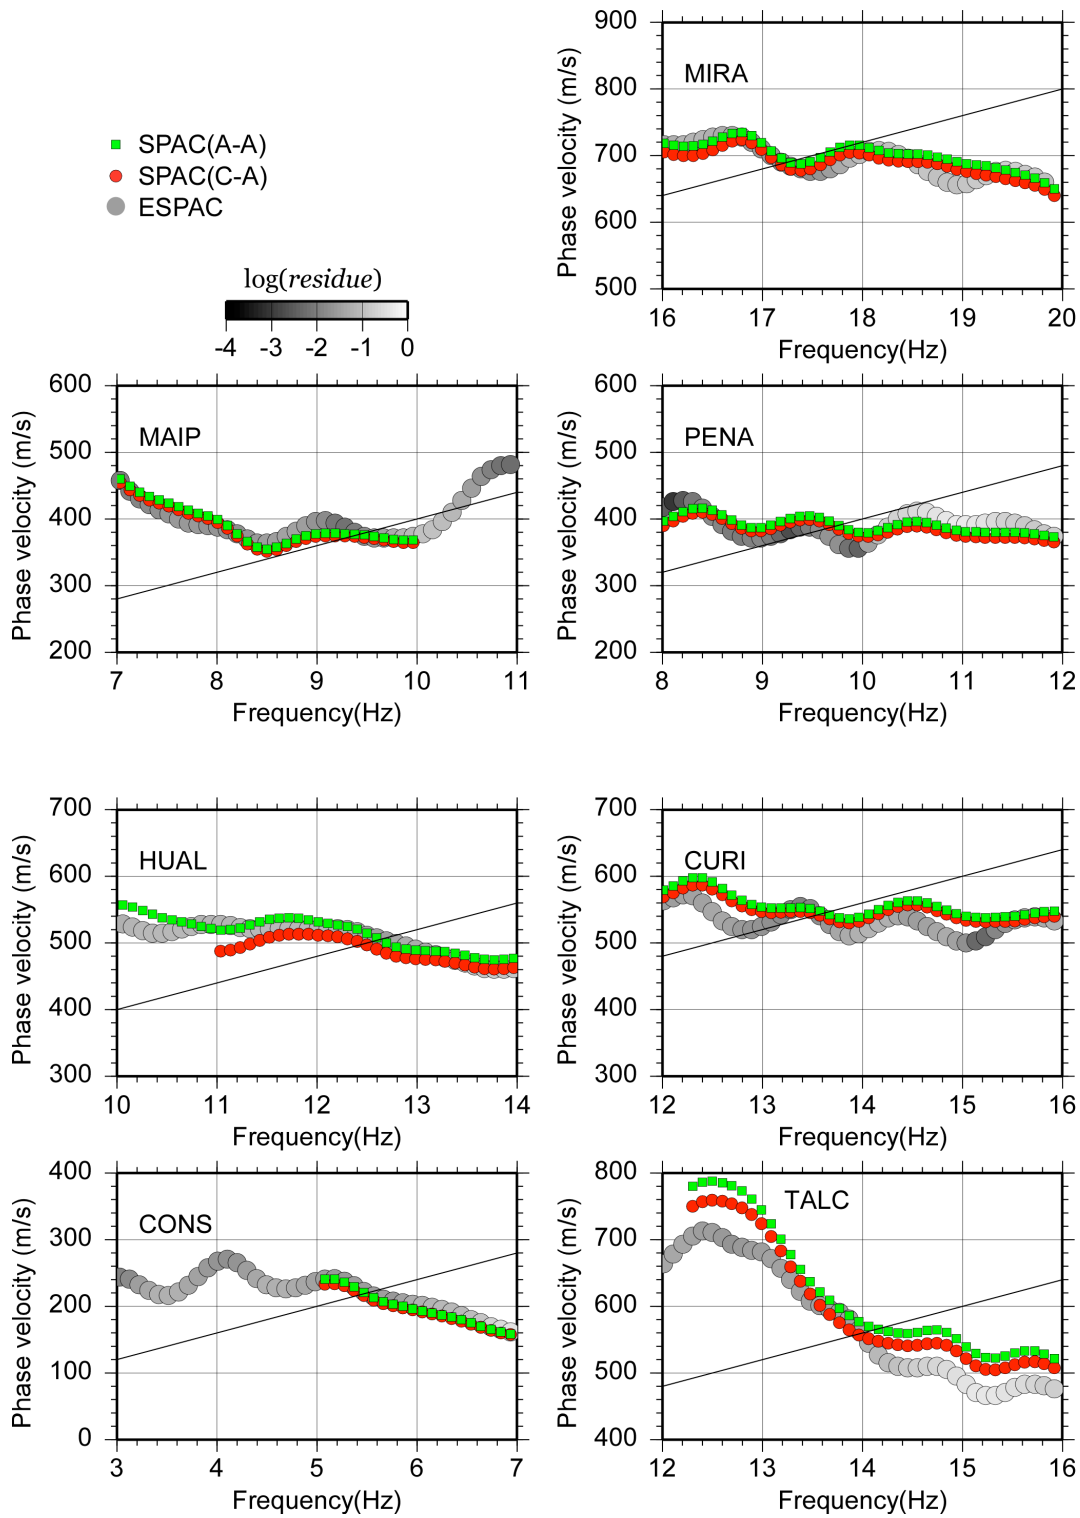 900
800
700
600
500
Phase velocity (m/s)
MIRA
16 17 18 19 20
Frequency(Hz)
SPAC(A-A)
SPAC(C-A)
ESPAC
log(residue)
-4 -3 -2 -1 0
600
500
400
300
200
Phase velocity (m/s)
MAIP
7 8 9 10 11
Frequency(Hz)
600
500
400
300
200
Phase velocity (m/s)
PENA
8 9 10 11 12
Frequency(Hz)
700
600
500
400
300
Phase velocity (m/s)
HUAL
10 11 12 13 14
Frequency(Hz)
700
600
500
400
300
Phase velocity (m/s)
CURI
12 13 14 15 16
Frequency(Hz)
400
300
200
100
0
Phase velocity (m/s)
CONS
3 4 5 6 7
Frequency(Hz)
800
700
600
500
400
Phase velocity (m/s)
TALC
12 13 14 15 16
Frequency(Hz)